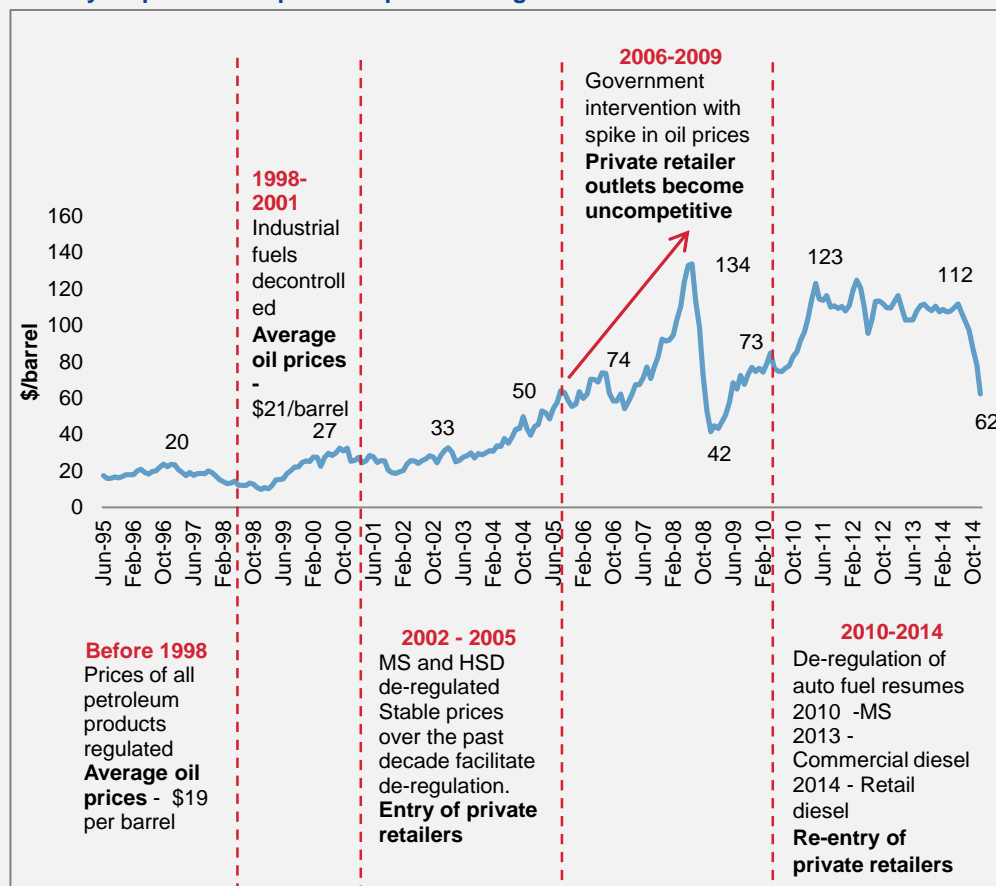 2006-2009
Government
intervention with
spike in oil prices
Private retailer
outlets become
uncompetitive
1998-
2001
Industrial
fuels
decontroll
ed
Average
oil prices
-
$21/barrel
$/barrel
160
140
120
100
80
60
40
20
0
20
27
33
50
74
134
42
73
123
112
62
Jun-95
Feb-96
Oct-96
Jun-97
Feb-98
Oct-98
Jun-99
Feb-00
Oct-00
Jun-01
Feb-02
Oct-02
Jun-03
Feb-04
Oct-04
Jun-05
Feb-06
Oct-06
Jun-07
Feb-08
Oct-08
Jun-09
Feb-10
Oct-10
Jun-11
Feb-12
Oct-12
Jun-13
Feb-14
Oct-14
Before 1998
Prices of all
petroleum
products
regulated
Average oil
prices - $19
per barrel
2002 - 2005
MS and HSD
de-regulated
Stable prices
over the past
decade facilitate
de-regulation.
Entry of private
retailers
2010-2014
De-regulation of
auto fuel resumes
2010 -MS
2013 -
Commercial diesel
2014 - Retail
diesel
Re-entry of
private retailers